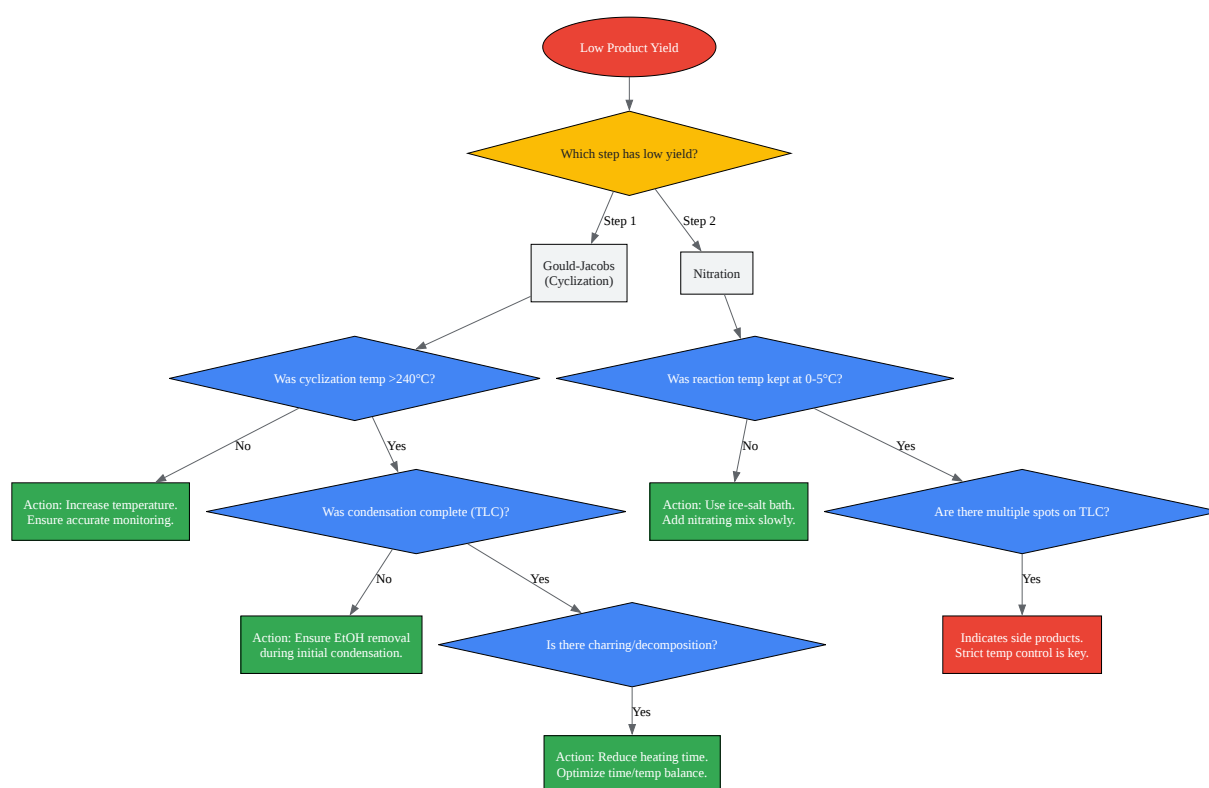 Low Product Yield
Which step has low yield?
Step 1
Step 2
Gould-Jacobs
(Cyclization)
Nitration
Was cyclization temp >240°C?
Was reaction temp kept at 0-5°C?
No
Yes
No
Yes
Action: Increase temperature.
Ensure accurate monitoring.
Was condensation complete (TLC)?
Action: Use ice-salt bath.
Add nitrating mix slowly.
Are there multiple spots on TLC?
No
Yes
Yes
Action: Ensure EtOH removal
during initial condensation.
Is there charring/decomposition?
Indicates side products.
Strict temp control is key.
Yes
Action: Reduce heating time.
Optimize time/temp balance.